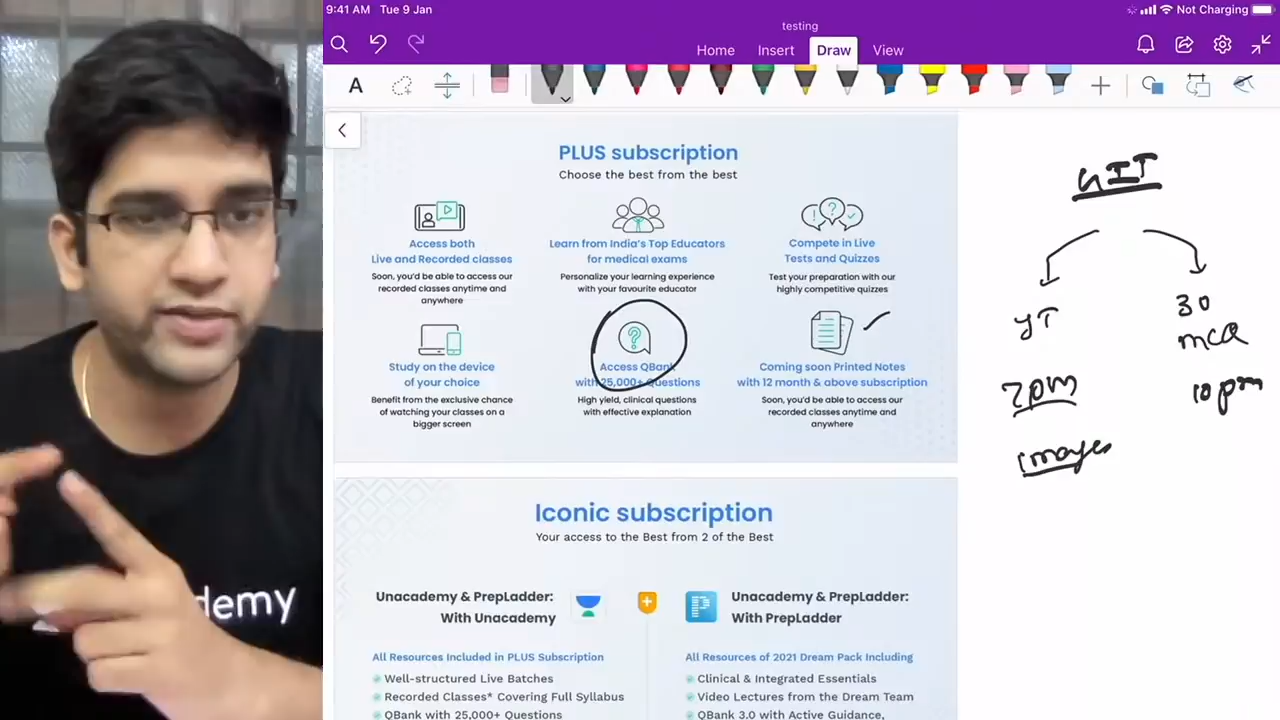 9:41 AM Tue 9 Jan
Not Charging
testing
Home Insert Draw View
A
PLUS subscription
Choose the best from the best
Access both
Live and Recorded classes
Soon, you'd be able to access our
recorded classes anytime and
anywhere
Learn from India's Top Educators
for medical exams
Personalize your learning experience
with your favourite educator
Compete in Live
Tests and Quizzes
Test your preparation with our
highly competitive quizzes
Study on the device
of your choice
Benefit from the exclusive chance
of watching your classes on a
bigger screen
Access QBank
with 25,000+ Questions
High yield, clinical questions
with effective explanation
Coming soon Printed Notes
with 12 month & above subscription
Soon, you'd be able to access our
recorded classes anytime and
anywhere
GIT
YT
7pm
images
30
mcq
10 pm
Iconic subscription
Your access to the Best from 2 of the Best
Unacademy & PrepLadder:
With Unacademy
All Resources Included in PLUS Subscription
Well-structured Live Batches
Recorded Classes* Covering Full Syllabus
QBank with 25,000+ Questions
Unacademy & PrepLadder:
With PrepLadder
All Resources of 2021 Dream Pack Including
Clinical & Integrated Essentials
Video Lectures from the Dream Team
QBank 3.0 with Active Guidance,
demy